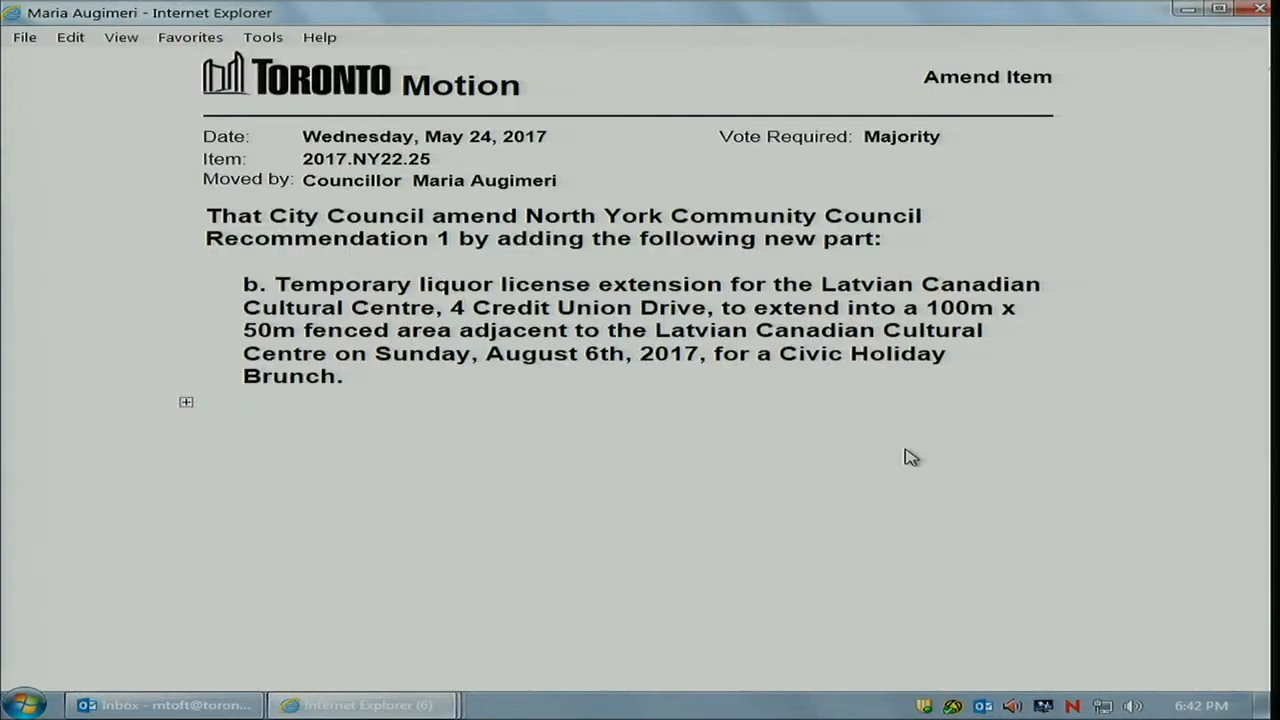 Maria Augimeri - Internet Explorer
File Edit View Favorites Tools Help
TORONTO Motion
Amend Item
Date: Wednesday, May 24, 2017
Vote Required: Majority
Item: 2017.NY22.25
Moved by: Councillor Maria Augimeri
That City Council amend North York Community Council
Recommendation 1 by adding the following new part:
b. Temporary liquor license extension for the Latvian Canadian
Cultural Centre, 4 Credit Union Drive, to extend into a 100m x
50m fenced area adjacent to the Latvian Canadian Cultural
Centre on Sunday, August 6th, 2017, for a Civic Holiday
Brunch.
Inbox - mtoft@toron...
Internet Explorer (6)
6:42 PM